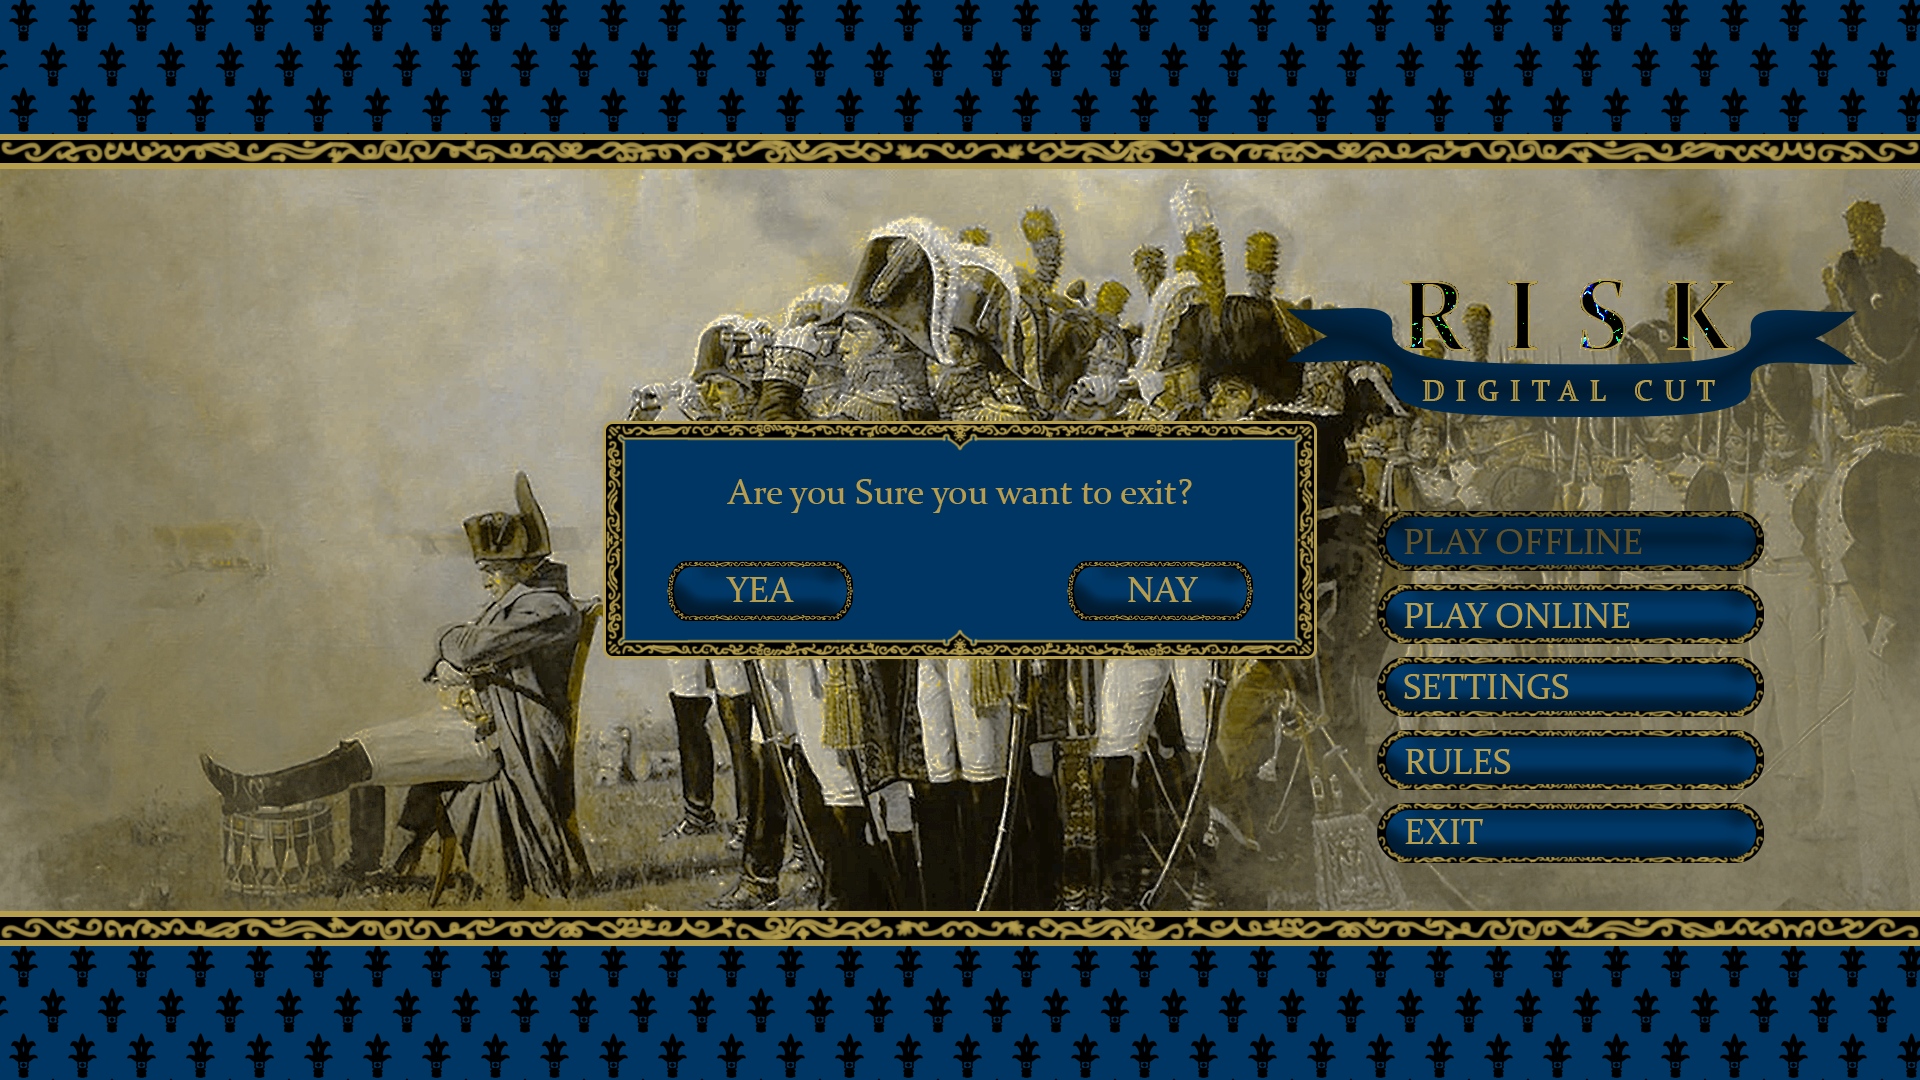 RISK
DIGITAL CUT
Are you Sure you want to exit?
YEA
NAY
PLAY OFFLINE
PLAY ONLINE
SETTINGS
RULES
EXIT